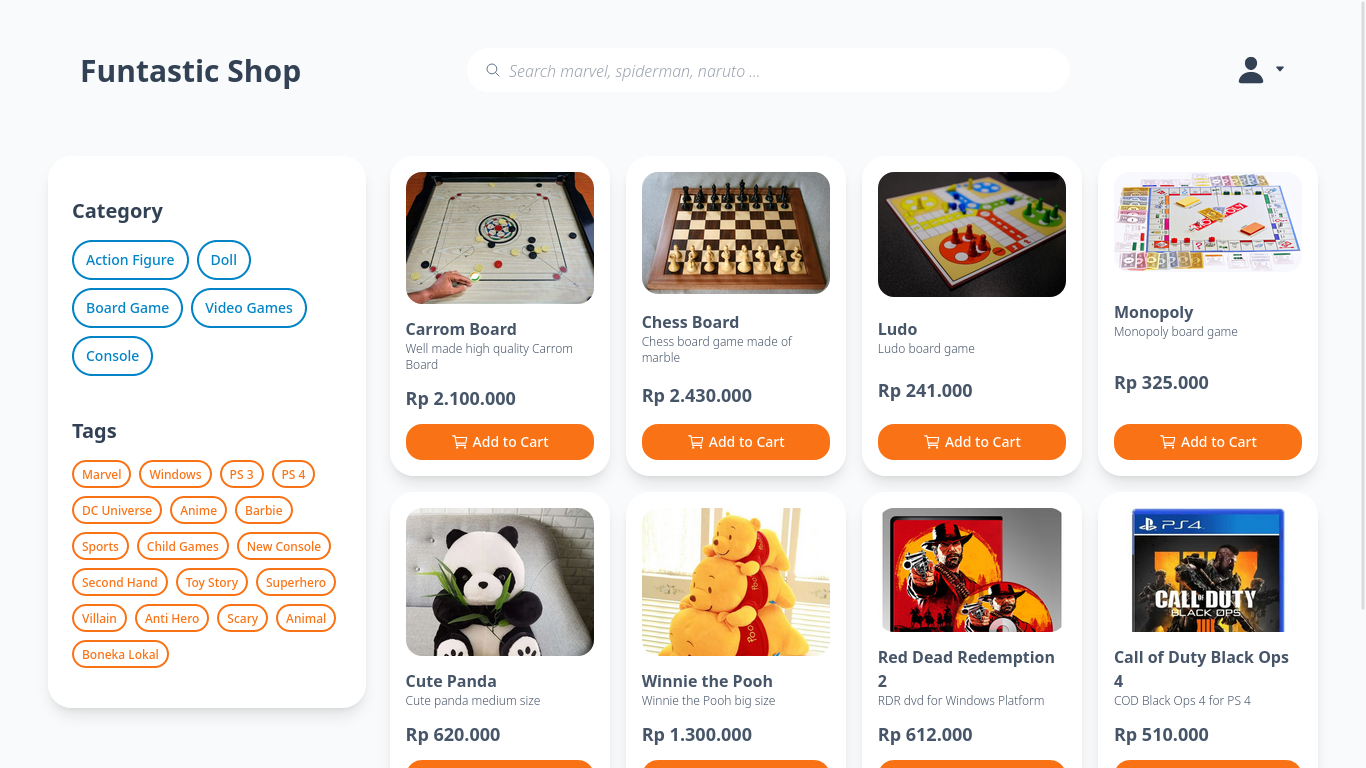 Funtastic Shop
Search marvel, spiderman, naruto ...
Category
Action Figure
Doll
Board Game
Video Games
Console
Tags
Marvel
Windows
PS 3
PS 4
DC Universe
Anime
Barbie
Sports
Child Games
New Console
Second Hand
Toy Story
Superhero
Villain
Anti Hero
Scary
Animal
Boneka Lokal
Carrom Board
Well made high quality Carrom
Board
Rp 2.100.000
Add to Cart
Chess Board
Chess board game made of
marble
Rp 2.430.000
Add to Cart
Ludo
Ludo board game
Rp 241.000
Add to Cart
Monopoly
Monopoly board game
Rp 325.000
Add to Cart
Cute Panda
Cute panda medium size
Rp 620.000
Winnie the Pooh
Winnie the Pooh big size
Rp 1.300.000
Red Dead Redemption
2
RDR dvd for Windows Platform
Rp 612.000
PS4
CALL OF DUTY
BLACK OPS
Call of Duty Black Ops
4
COD Black Ops 4 for PS 4
Rp 510.000